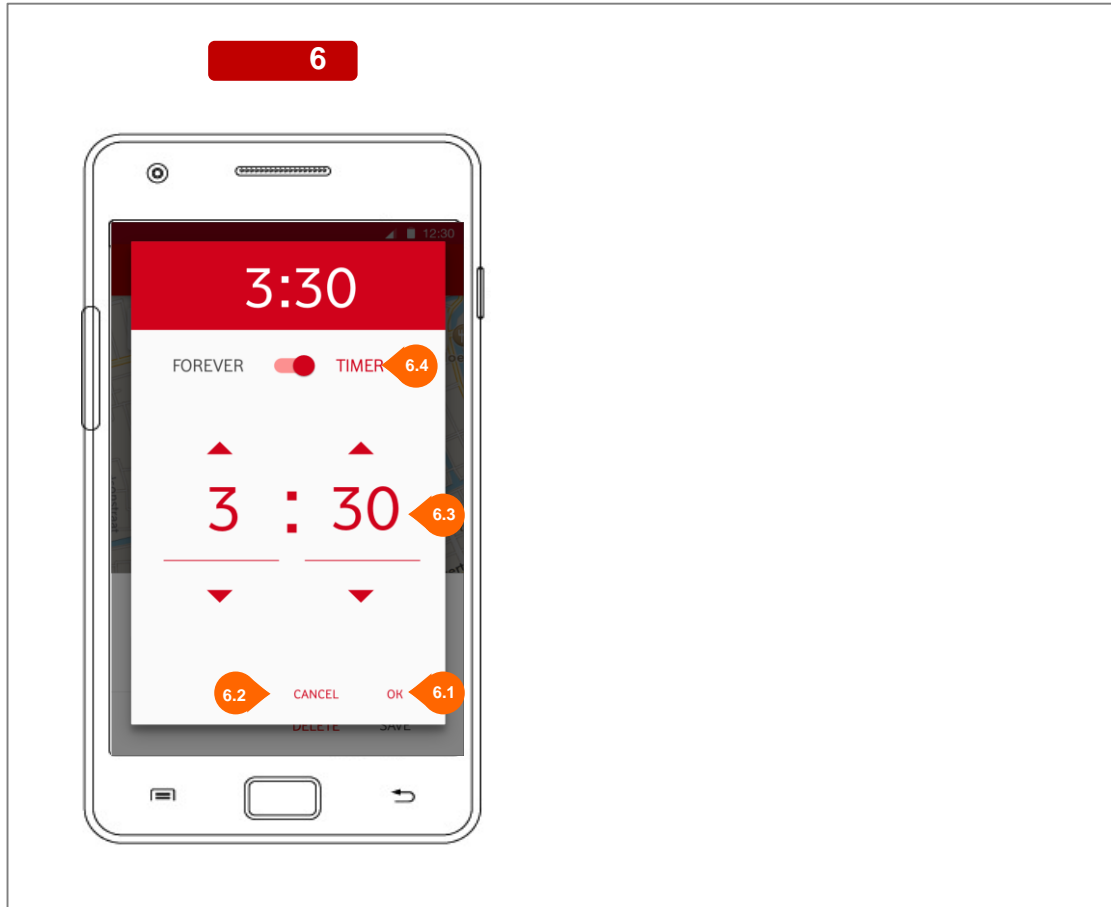 6
12:30
3:30
FOREVER TIMER 6.4
3 : 30 6.3
6.2 CANCEL OK 6.1
DELETE SAVE